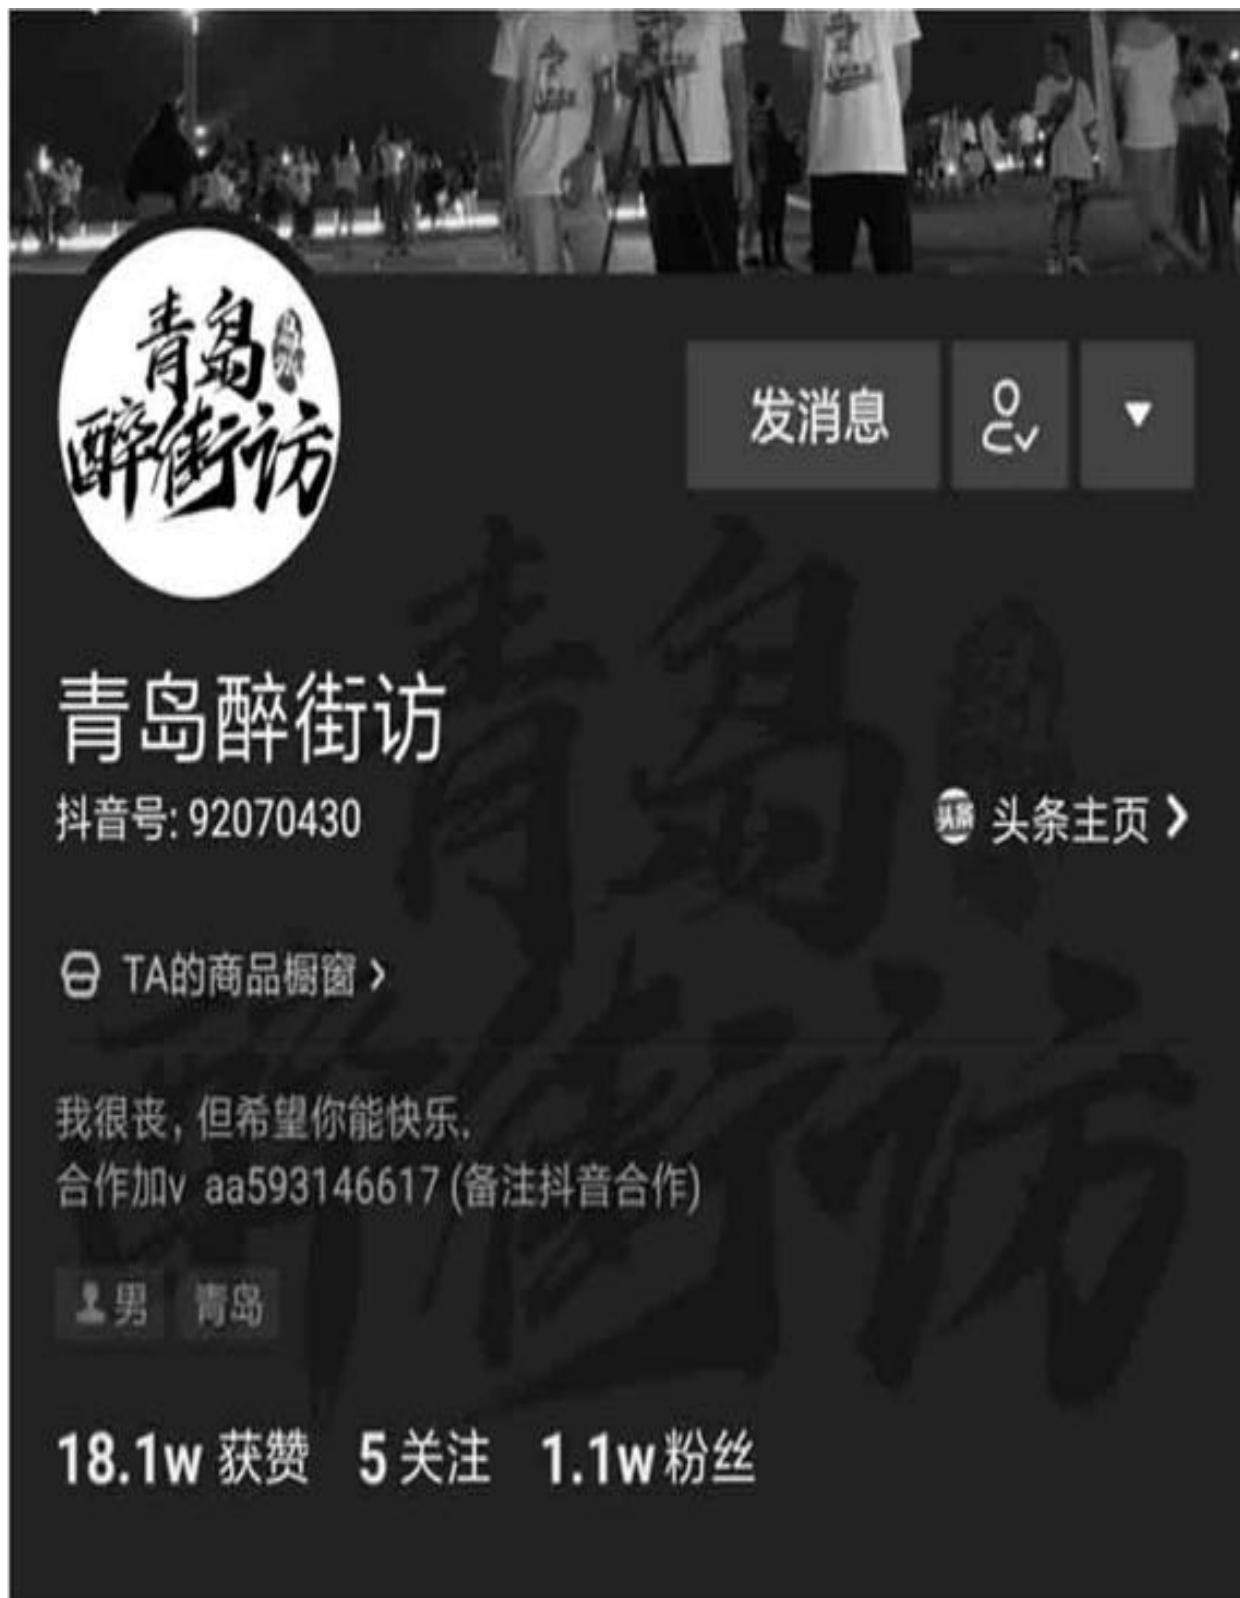 青岛
醉街访
发消息
青岛醉街访
抖音号: 92070430
头条 头条主页
TA的商品橱窗
我很丧，但希望你能快乐.
合作加v aa593146617 (备注抖音合作)
男 青岛
18.1w 获赞 5 关注 1.1w 粉丝